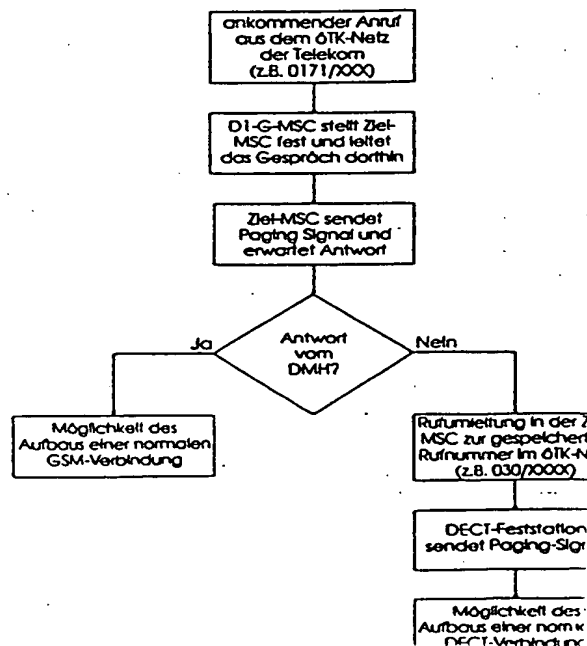 ankommender Anruf
aus dem öTK-Netz
der Telekom
(z.B. 0171/XXX)
D1-G-MSC stellt Ziel-
MSC fest und leitet
das Gespräch dorthin
Ziel-MSC sendet
Paging Signal und
erwartet Antwort
Ja
Antwort
vom
DMH?
Nein
Möglichkeit des
Aufbaus einer normalen
GSM-Verbindung
Rufumleitung in der Z
MSC zur gespeichert
Rufnummer im öTK-N
(z.B. 030/XXXX)
DECT-Feststation
sendet Paging-Sign
Möglichkeit des
Aufbaus einer norm
DECT-Verbindung